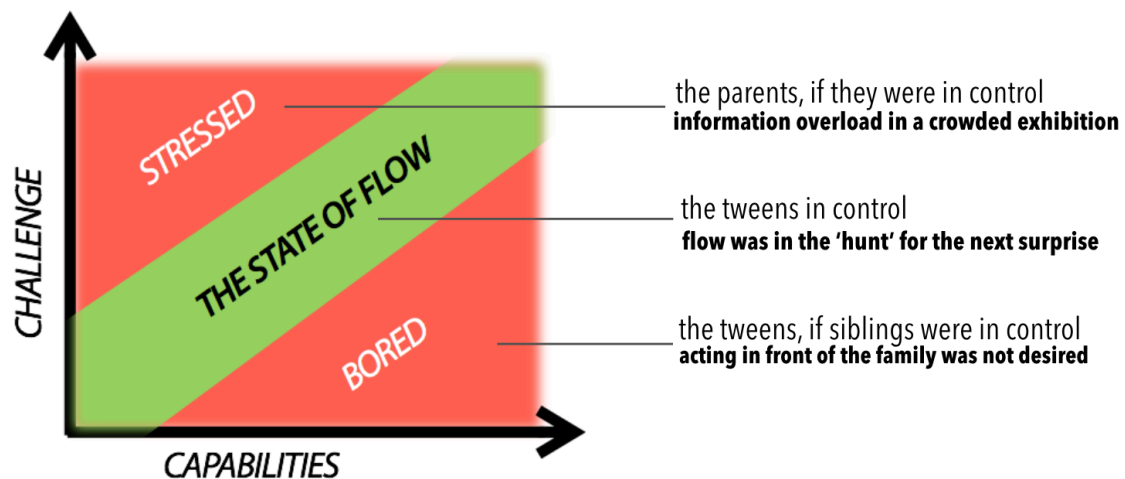 CHALLENGE
STRESSED
THE STATE OF FLOW
BORED
CAPABILITIES
the parents, if they were in control
information overload in a crowded exhibition
the tweens in control
flow was in the ‘hunt’ for the next surprise
the tweens, if siblings were in control
acting in front of the family was not desired